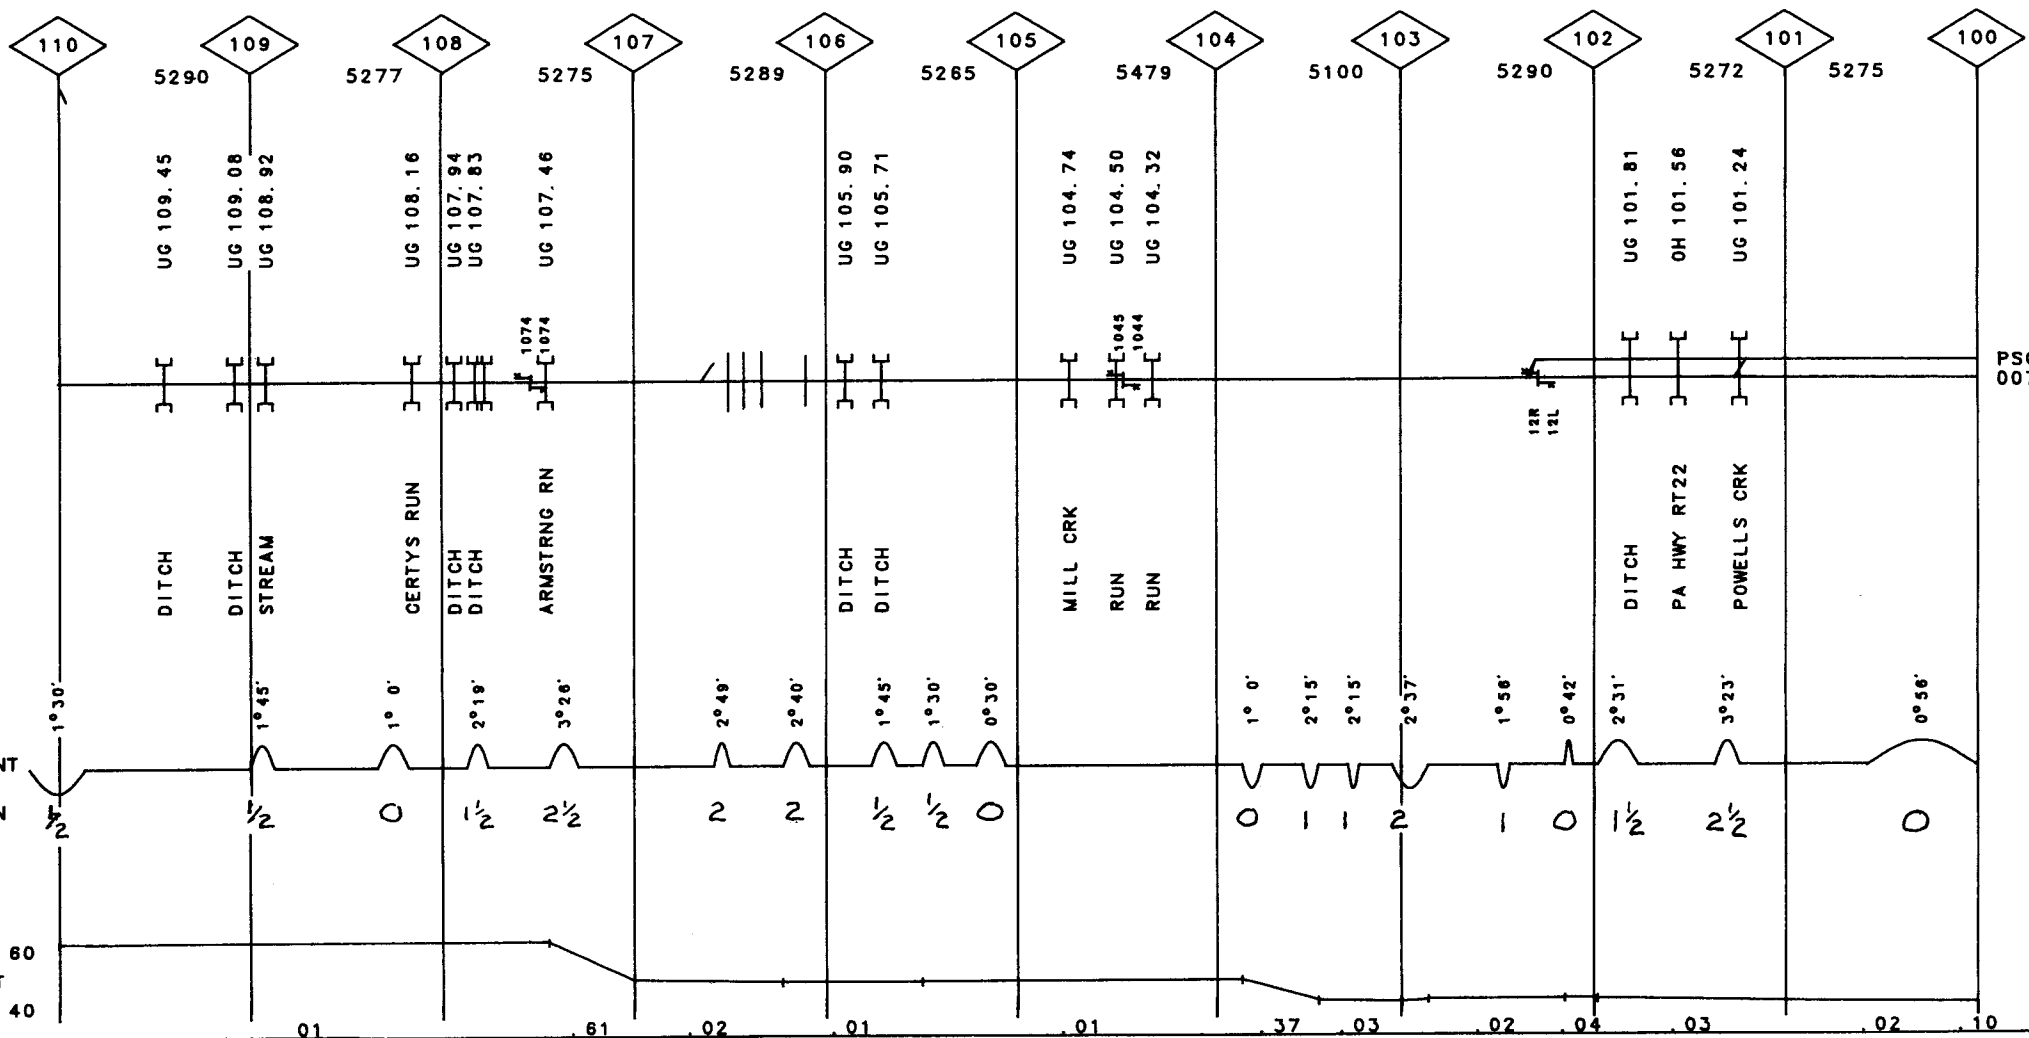 110 109 108 107 106 105 104 103 102 101 100
5290 5277 5275 5289 5265 5479 5100 5290 5272 5275
UG 109.45
UG 109.08
UG 108.92
UG 108.16
UG 107.94
UG 107.83
UG 107.46
UG 105.90
UG 105.71
UG 104.74
UG 104.50
UG 104.32
UG 101.81
OH 101.56
UG 101.24
1074
1074
1045
1044
PS
007
12R
12L
DITCH
DITCH
STREAM
CERTYS RUN
DITCH
DITCH
ARMSTRNG RN
DITCH
DITCH
MILL CRK
RUN
RUN
DITCH
PA HWY RT22
POWELLS CRK
1°30' 1°45' 1° 0' 2°19' 3°26' 2°49' 2°40' 1°45' 1°30' 0°30' 1° 0' 2°15' 2°15' 2°37' 1°56' 0°42' 2°31' 3°23' 0°56'
NT
N ½ 0 1½ 2½ 2 2 ½ ½ 0 0 1 1 2 1 0 1½ 2½ 0
60
T
40
.01 .61 .02 .01 .01 .37 .03 .02 .04 .03 .02 .10